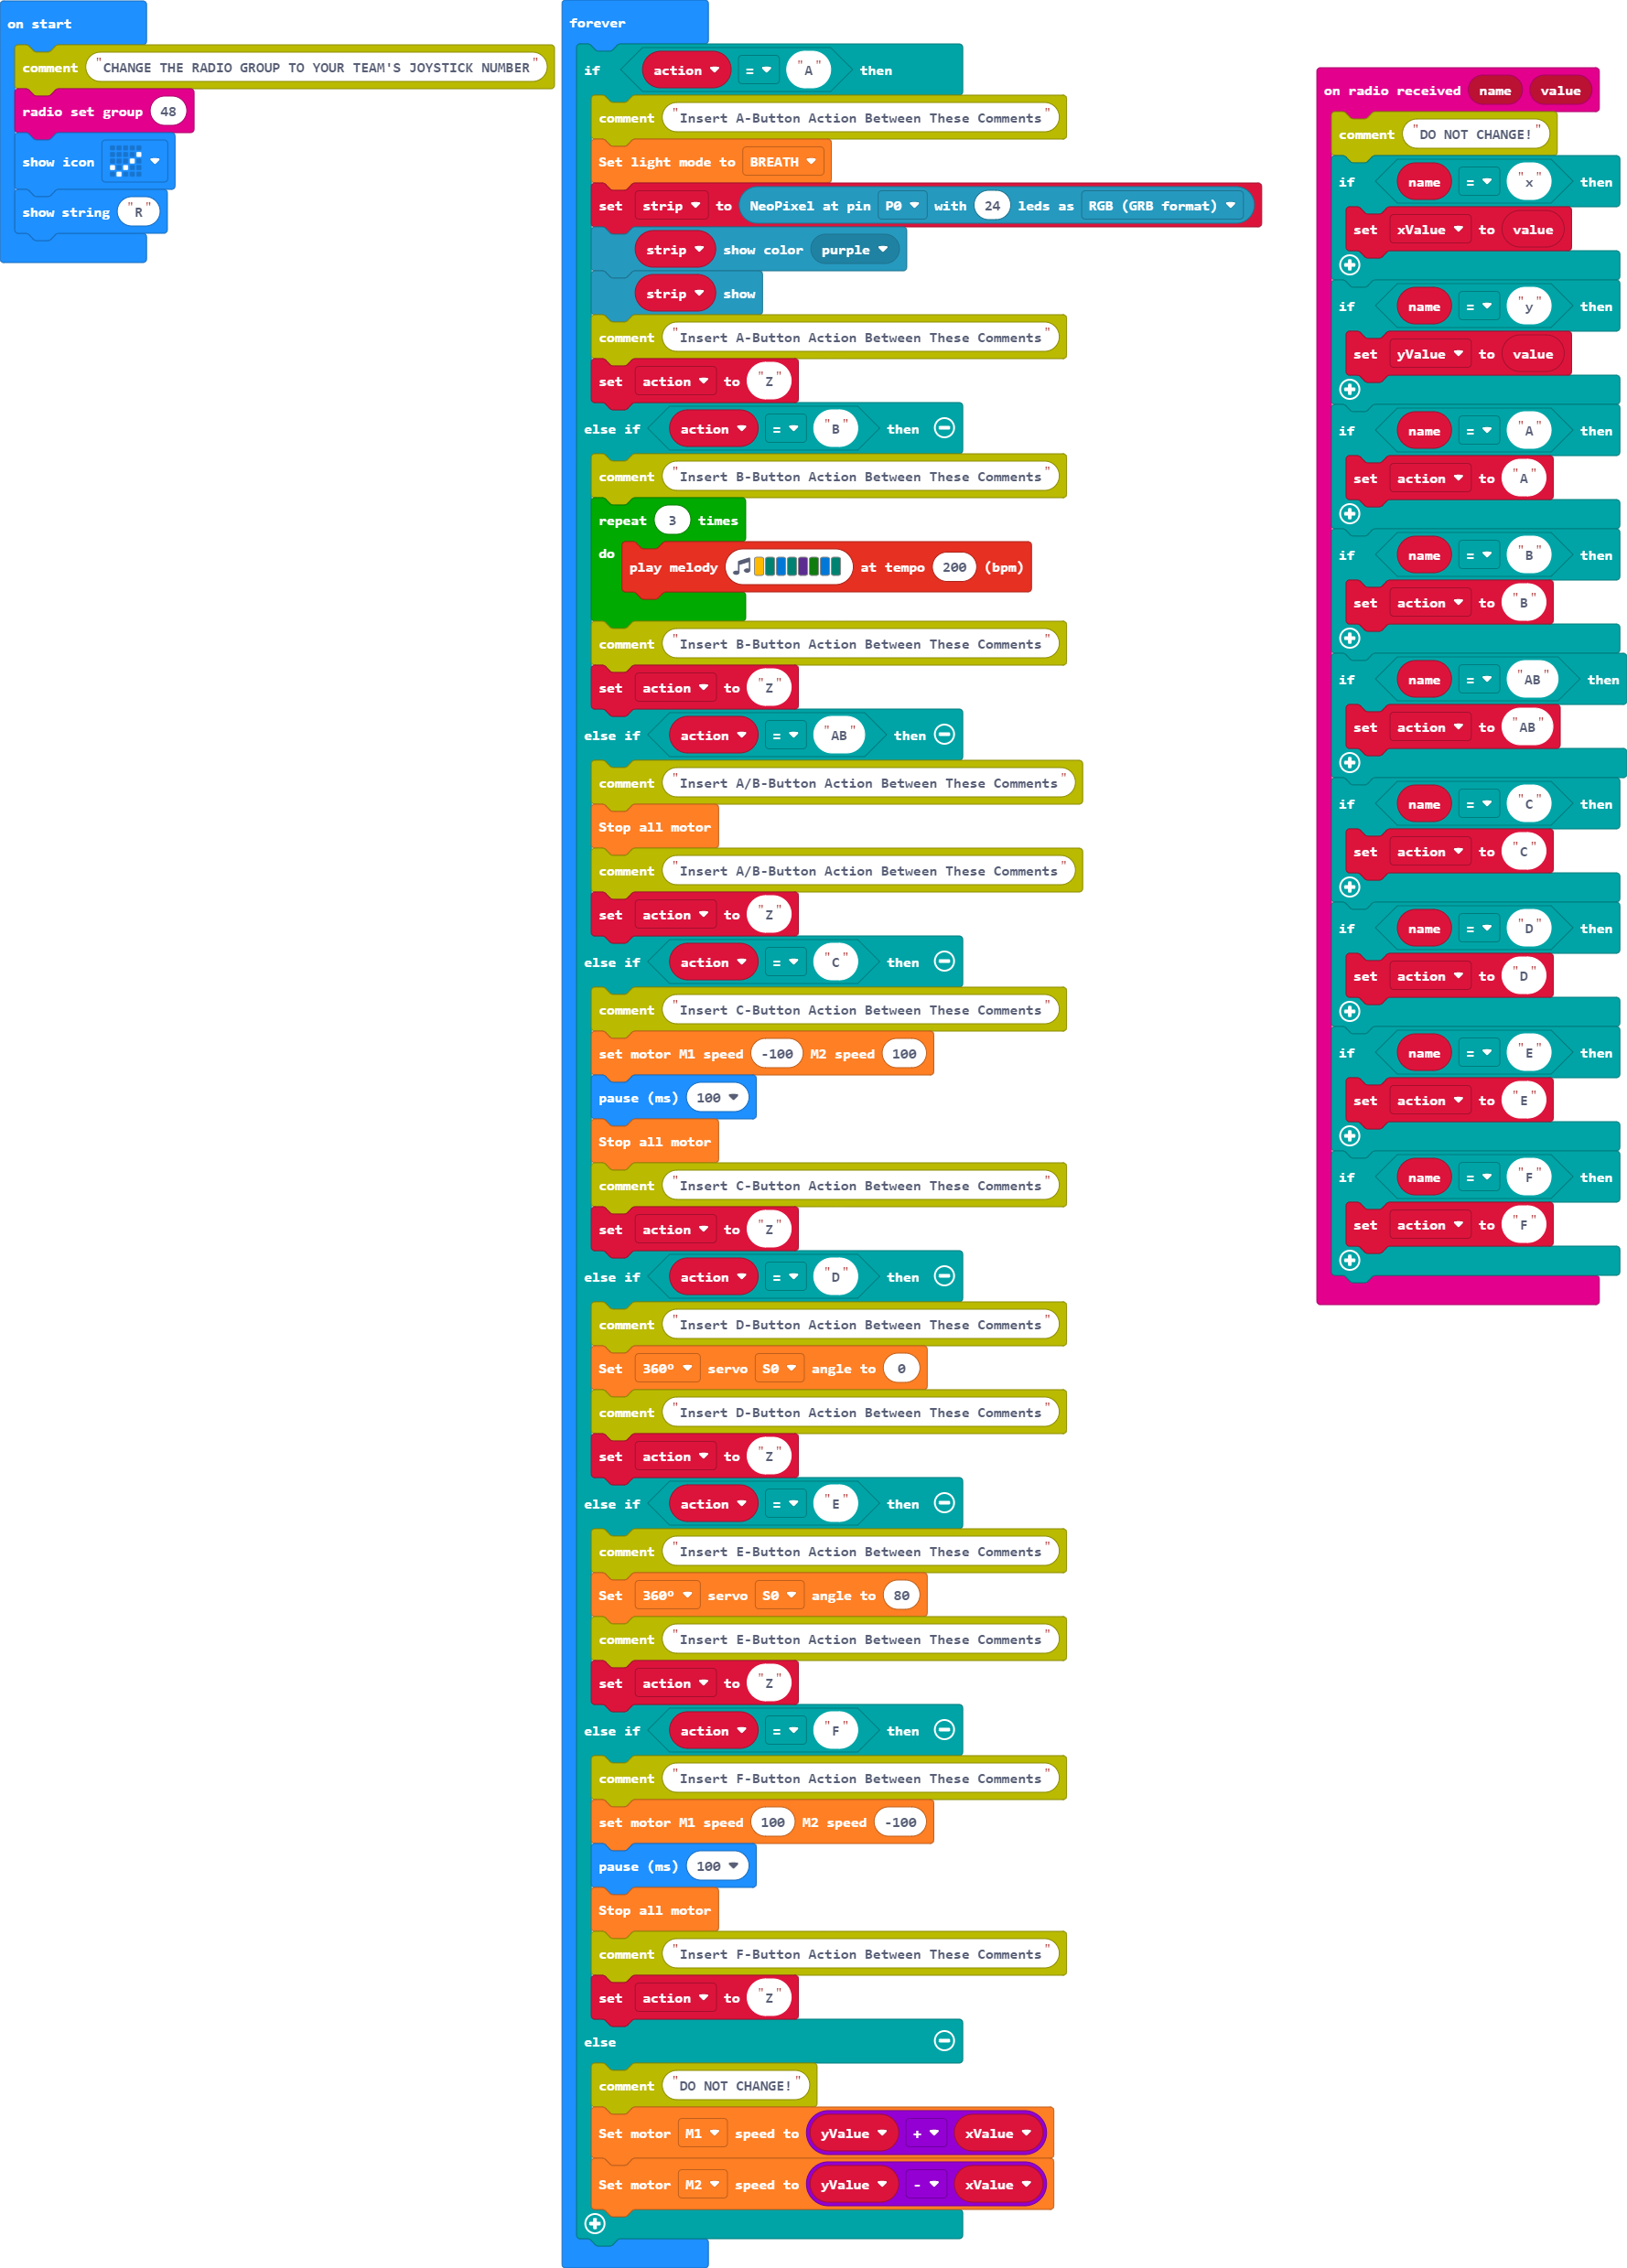 on start
comment "CHANGE THE RADIO GROUP TO YOUR TEAM'S JOYSTICK NUMBER"
radio set group 48
show icon
show string "R"
forever
if action = "A" then
comment "Insert A-Button Action Between These Comments"
Set light mode to BREATH
set strip to NeoPixel at pin P0 with 24 leds as RGB (GRB format)
strip show color purple
strip show
comment "Insert A-Button Action Between These Comments"
set action to "Z"
else if action = "B" then
comment "Insert B-Button Action Between These Comments"
repeat 3 times
do play melody at tempo 200 (bpm)
comment "Insert B-Button Action Between These Comments"
set action to "Z"
else if action = "AB" then
comment "Insert A/B-Button Action Between These Comments"
Stop all motor
comment "Insert A/B-Button Action Between These Comments"
set action to "Z"
else if action = "C" then
comment "Insert C-Button Action Between These Comments"
set motor M1 speed -100 M2 speed 100
pause (ms) 100
Stop all motor
comment "Insert C-Button Action Between These Comments"
set action to "Z"
else if action = "D" then
comment "Insert D-Button Action Between These Comments"
Set 360° servo S0 angle to 0
comment "Insert D-Button Action Between These Comments"
set action to "Z"
else if action = "E" then
comment "Insert E-Button Action Between These Comments"
Set 360° servo S0 angle to 80
comment "Insert E-Button Action Between These Comments"
set action to "Z"
else if action = "F" then
comment "Insert F-Button Action Between These Comments"
set motor M1 speed 100 M2 speed -100
pause (ms) 100
Stop all motor
comment "Insert F-Button Action Between These Comments"
set action to "Z"
else
comment "DO NOT CHANGE!"
Set motor M1 speed to yValue + xValue
Set motor M2 speed to yValue - xValue
on radio received name value
comment "DO NOT CHANGE!"
if name = "x" then
set xValue to value
if name = "y" then
set yValue to value
if name = "A" then
set action to "A"
if name = "B" then
set action to "B"
if name = "AB" then
set action to "AB"
if name = "C" then
set action to "C"
if name = "D" then
set action to "D"
if name = "E" then
set action to "E"
if name = "F" then
set action to "F"